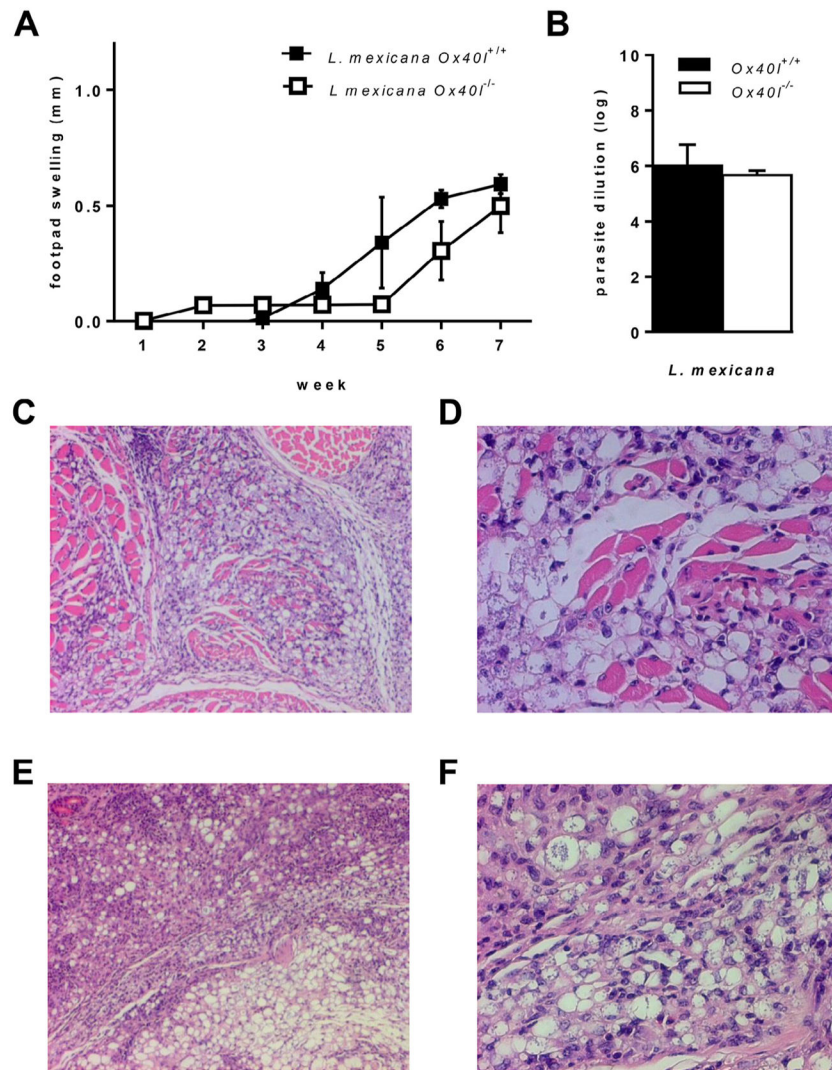 A
L. mexicana Ox40l+/+
L mexicana Ox40l-/-
footpad swelling (mm)
1.0
0.5
0.0
1 2 3 4 5 6 7
week
B
Ox40l+/+
Ox40l-/-
parasite dilution (log)
10
8
6
4
2
0
L. mexicana
C
D
E
F